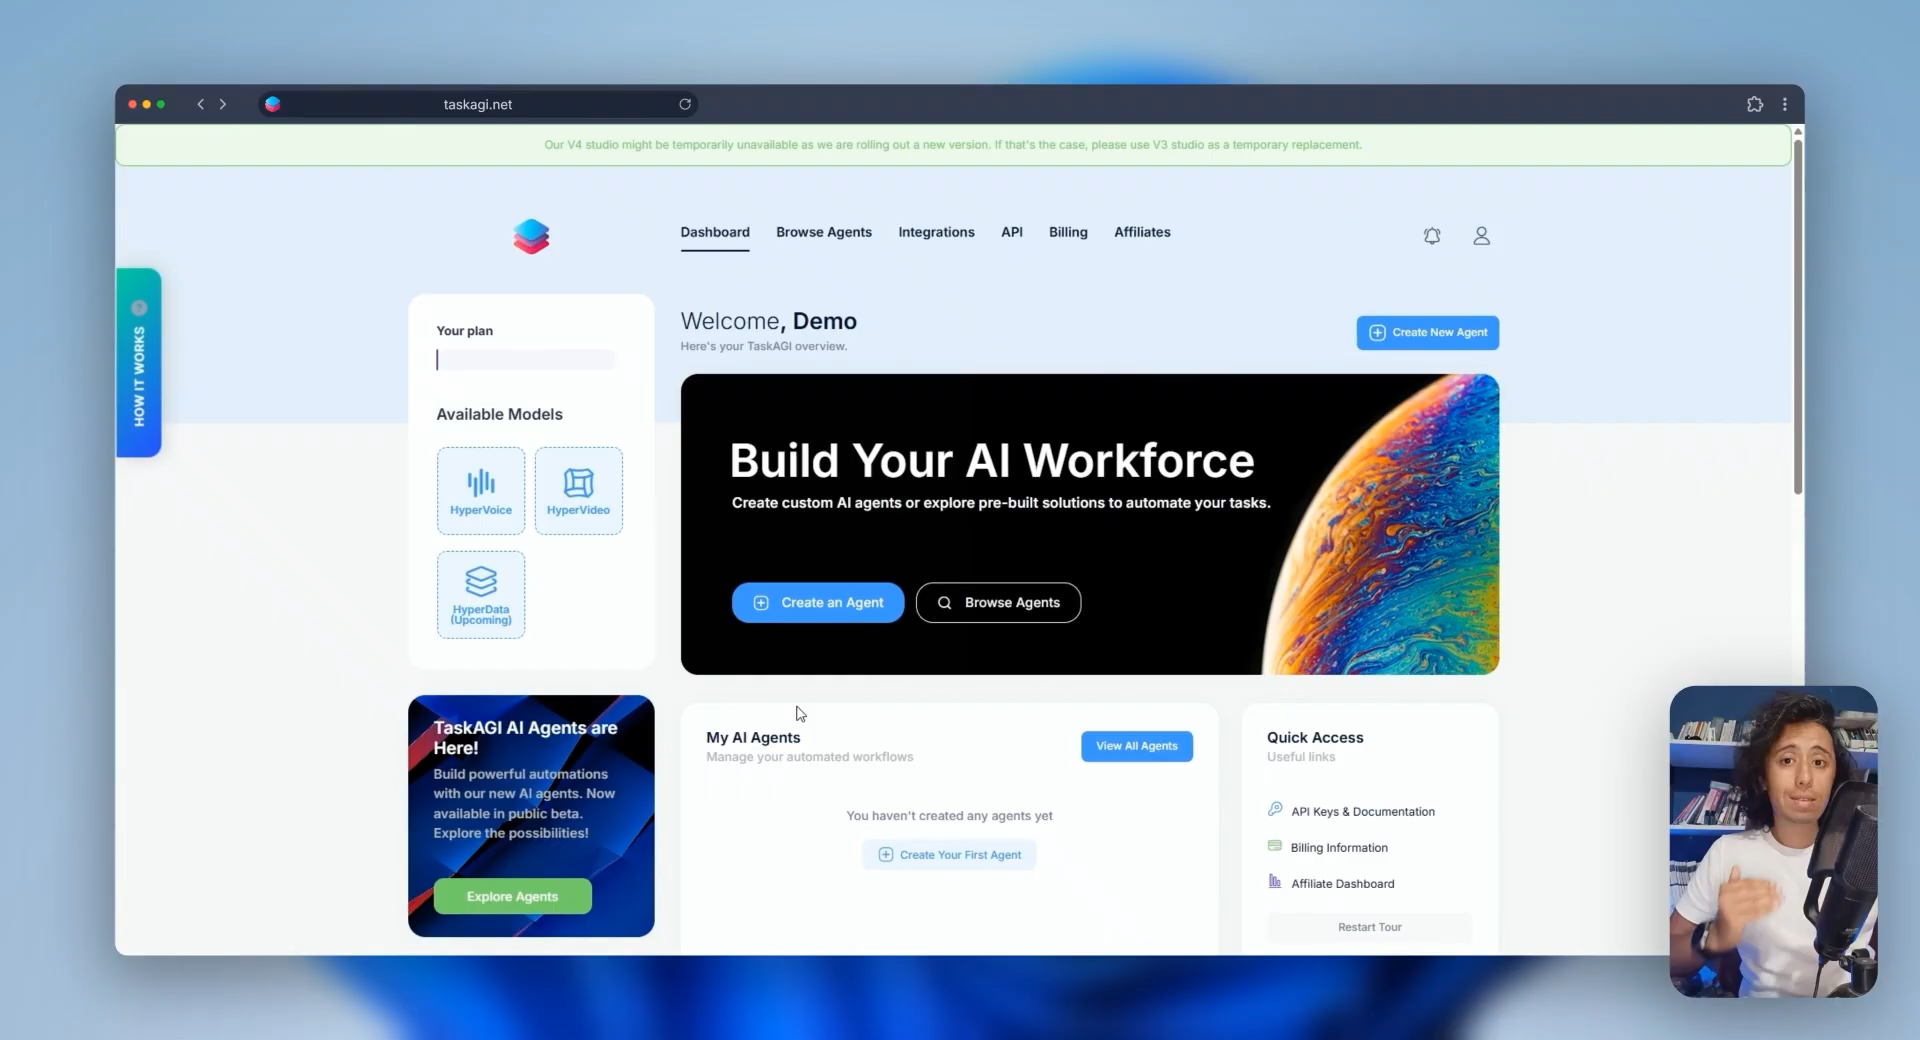 taskagi.net
Our V4 studio might be temporarily unavailable as we are rolling out a new version. If that's the case, please use V3 studio as a temporary replacement.
Dashboard
Browse Agents
Integrations
API
Billing
Affiliates
HOW IT WORKS
?
Your plan
Available Models
HyperVoice
HyperVideo
HyperData
(Upcoming)
Welcome, Demo
Here's your TaskAGI overview.
Create New Agent
Build Your AI Workforce
Create custom AI agents or explore pre-built solutions to automate your tasks.
Create an Agent
Browse Agents
TaskAGI AI Agents are
Here!
Build powerful automations
with our new AI agents. Now
available in public beta.
Explore the possibilities!
Explore Agents
My AI Agents
Manage your automated workflows
View All Agents
You haven't created any agents yet
Create Your First Agent
Quick Access
Useful links
API Keys & Documentation
Billing Information
Affiliate Dashboard
Restart Tour